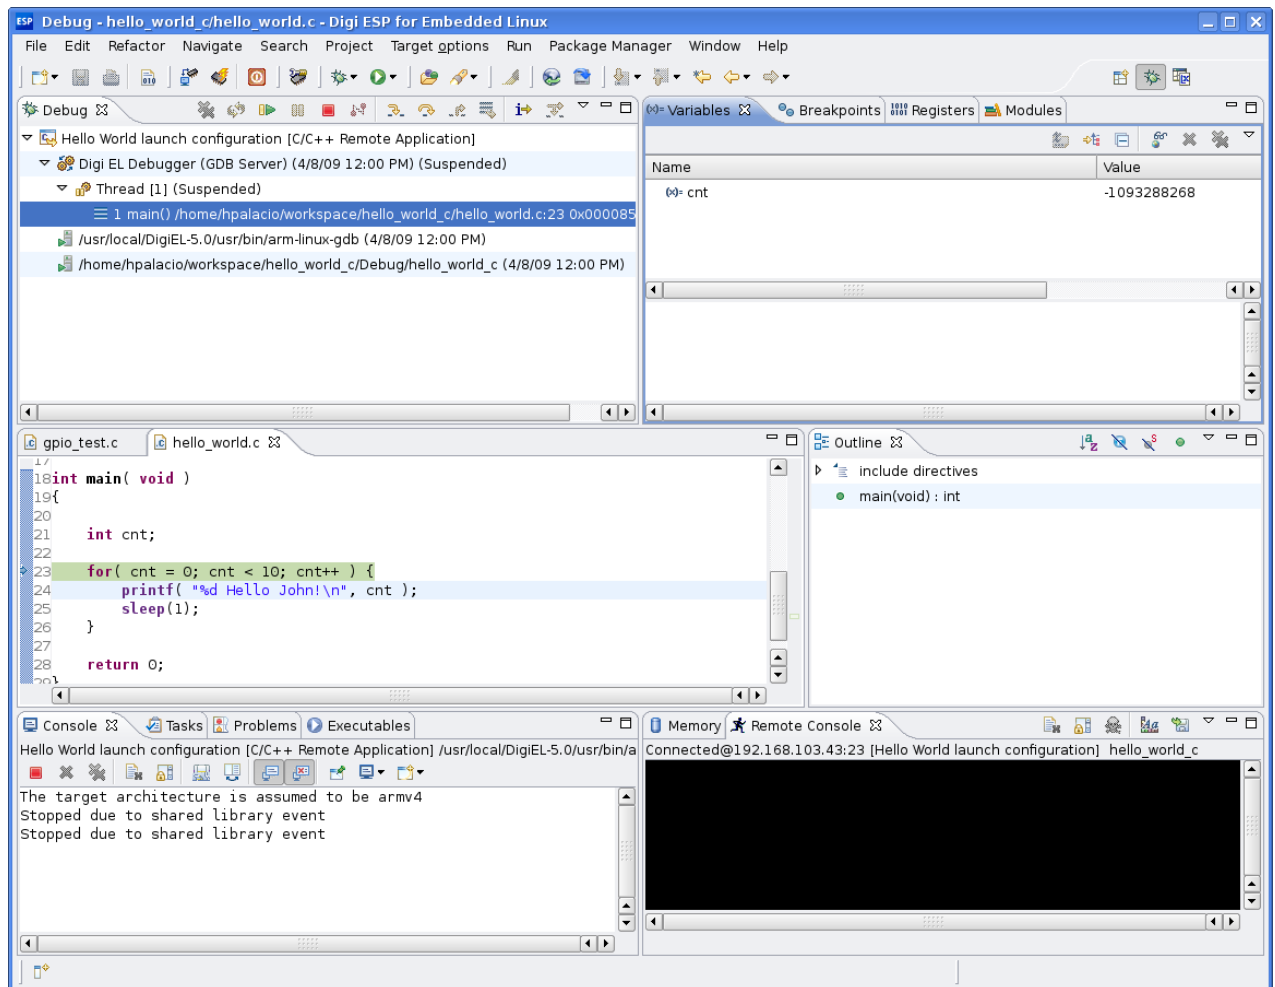 Debug - hello_world_c/hello_world.c - Digi ESP for Embedded Linux
File Edit Refactor Navigate Search Project Target options Run Package Manager Window Help
Debug
Hello World launch configuration [C/C++ Remote Application]
Digi EL Debugger (GDB Server) (4/8/09 12:00 PM) (Suspended)
Thread [1] (Suspended)
1 main() /home/hpalacio/workspace/hello_world_c/hello_world.c:23 0x000085
/usr/local/DigiEL-5.0/usr/bin/arm-linux-gdb (4/8/09 12:00 PM)
/home/hpalacio/workspace/hello_world_c/Debug/hello_world_c (4/8/09 12:00 PM)
(x)= Variables Breakpoints 1010 0101 Registers Modules
Name Value
(x)= cnt -1093288268
gpio_test.c hello_world.c
17
18 int main( void )
19 {
20
21 int cnt;
22
23 for( cnt = 0; cnt < 10; cnt++ ) {
24 printf( "%d Hello John!\n", cnt );
25 sleep(1);
26 }
27
28 return 0;
29 }
Outline
include directives
main(void) : int
Console Tasks Problems Executables
Hello World launch configuration [C/C++ Remote Application] /usr/local/DigiEL-5.0/usr/bin/a
The target architecture is assumed to be armv4
Stopped due to shared library event
Stopped due to shared library event
Memory Remote Console
Connected@192.168.103.43:23 [Hello World launch configuration] hello_world_c